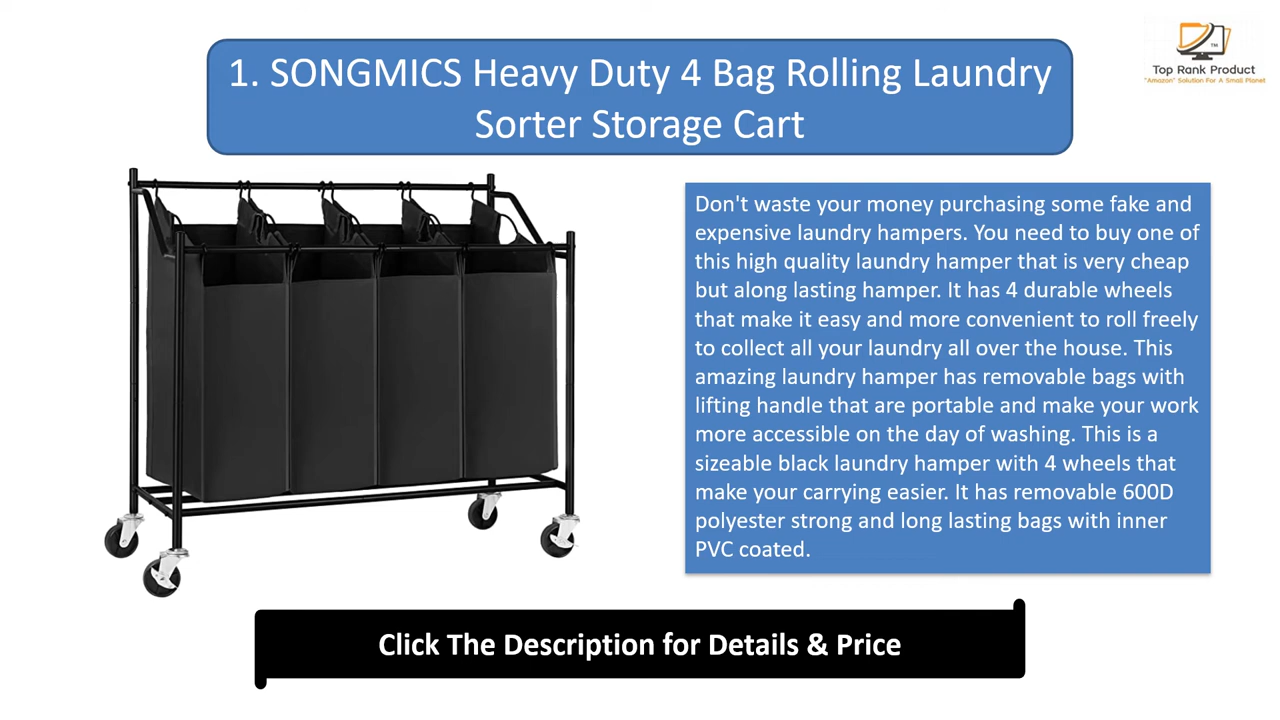 Top Rank Product
"Amazon" Solution For A Small Planet
TM
1. SONGMICS Heavy Duty 4 Bag Rolling Laundry
Sorter Storage Cart
Don't waste your money purchasing some fake and
expensive laundry hampers. You need to buy one of
this high quality laundry hamper that is very cheap
but along lasting hamper. It has 4 durable wheels
that make it easy and more convenient to roll freely
to collect all your laundry all over the house. This
amazing laundry hamper has removable bags with
lifting handle that are portable and make your work
more accessible on the day of washing. This is a
sizeable black laundry hamper with 4 wheels that
make your carrying easier. It has removable 600D
polyester strong and long lasting bags with inner
PVC coated.
Click The Description for Details & Price